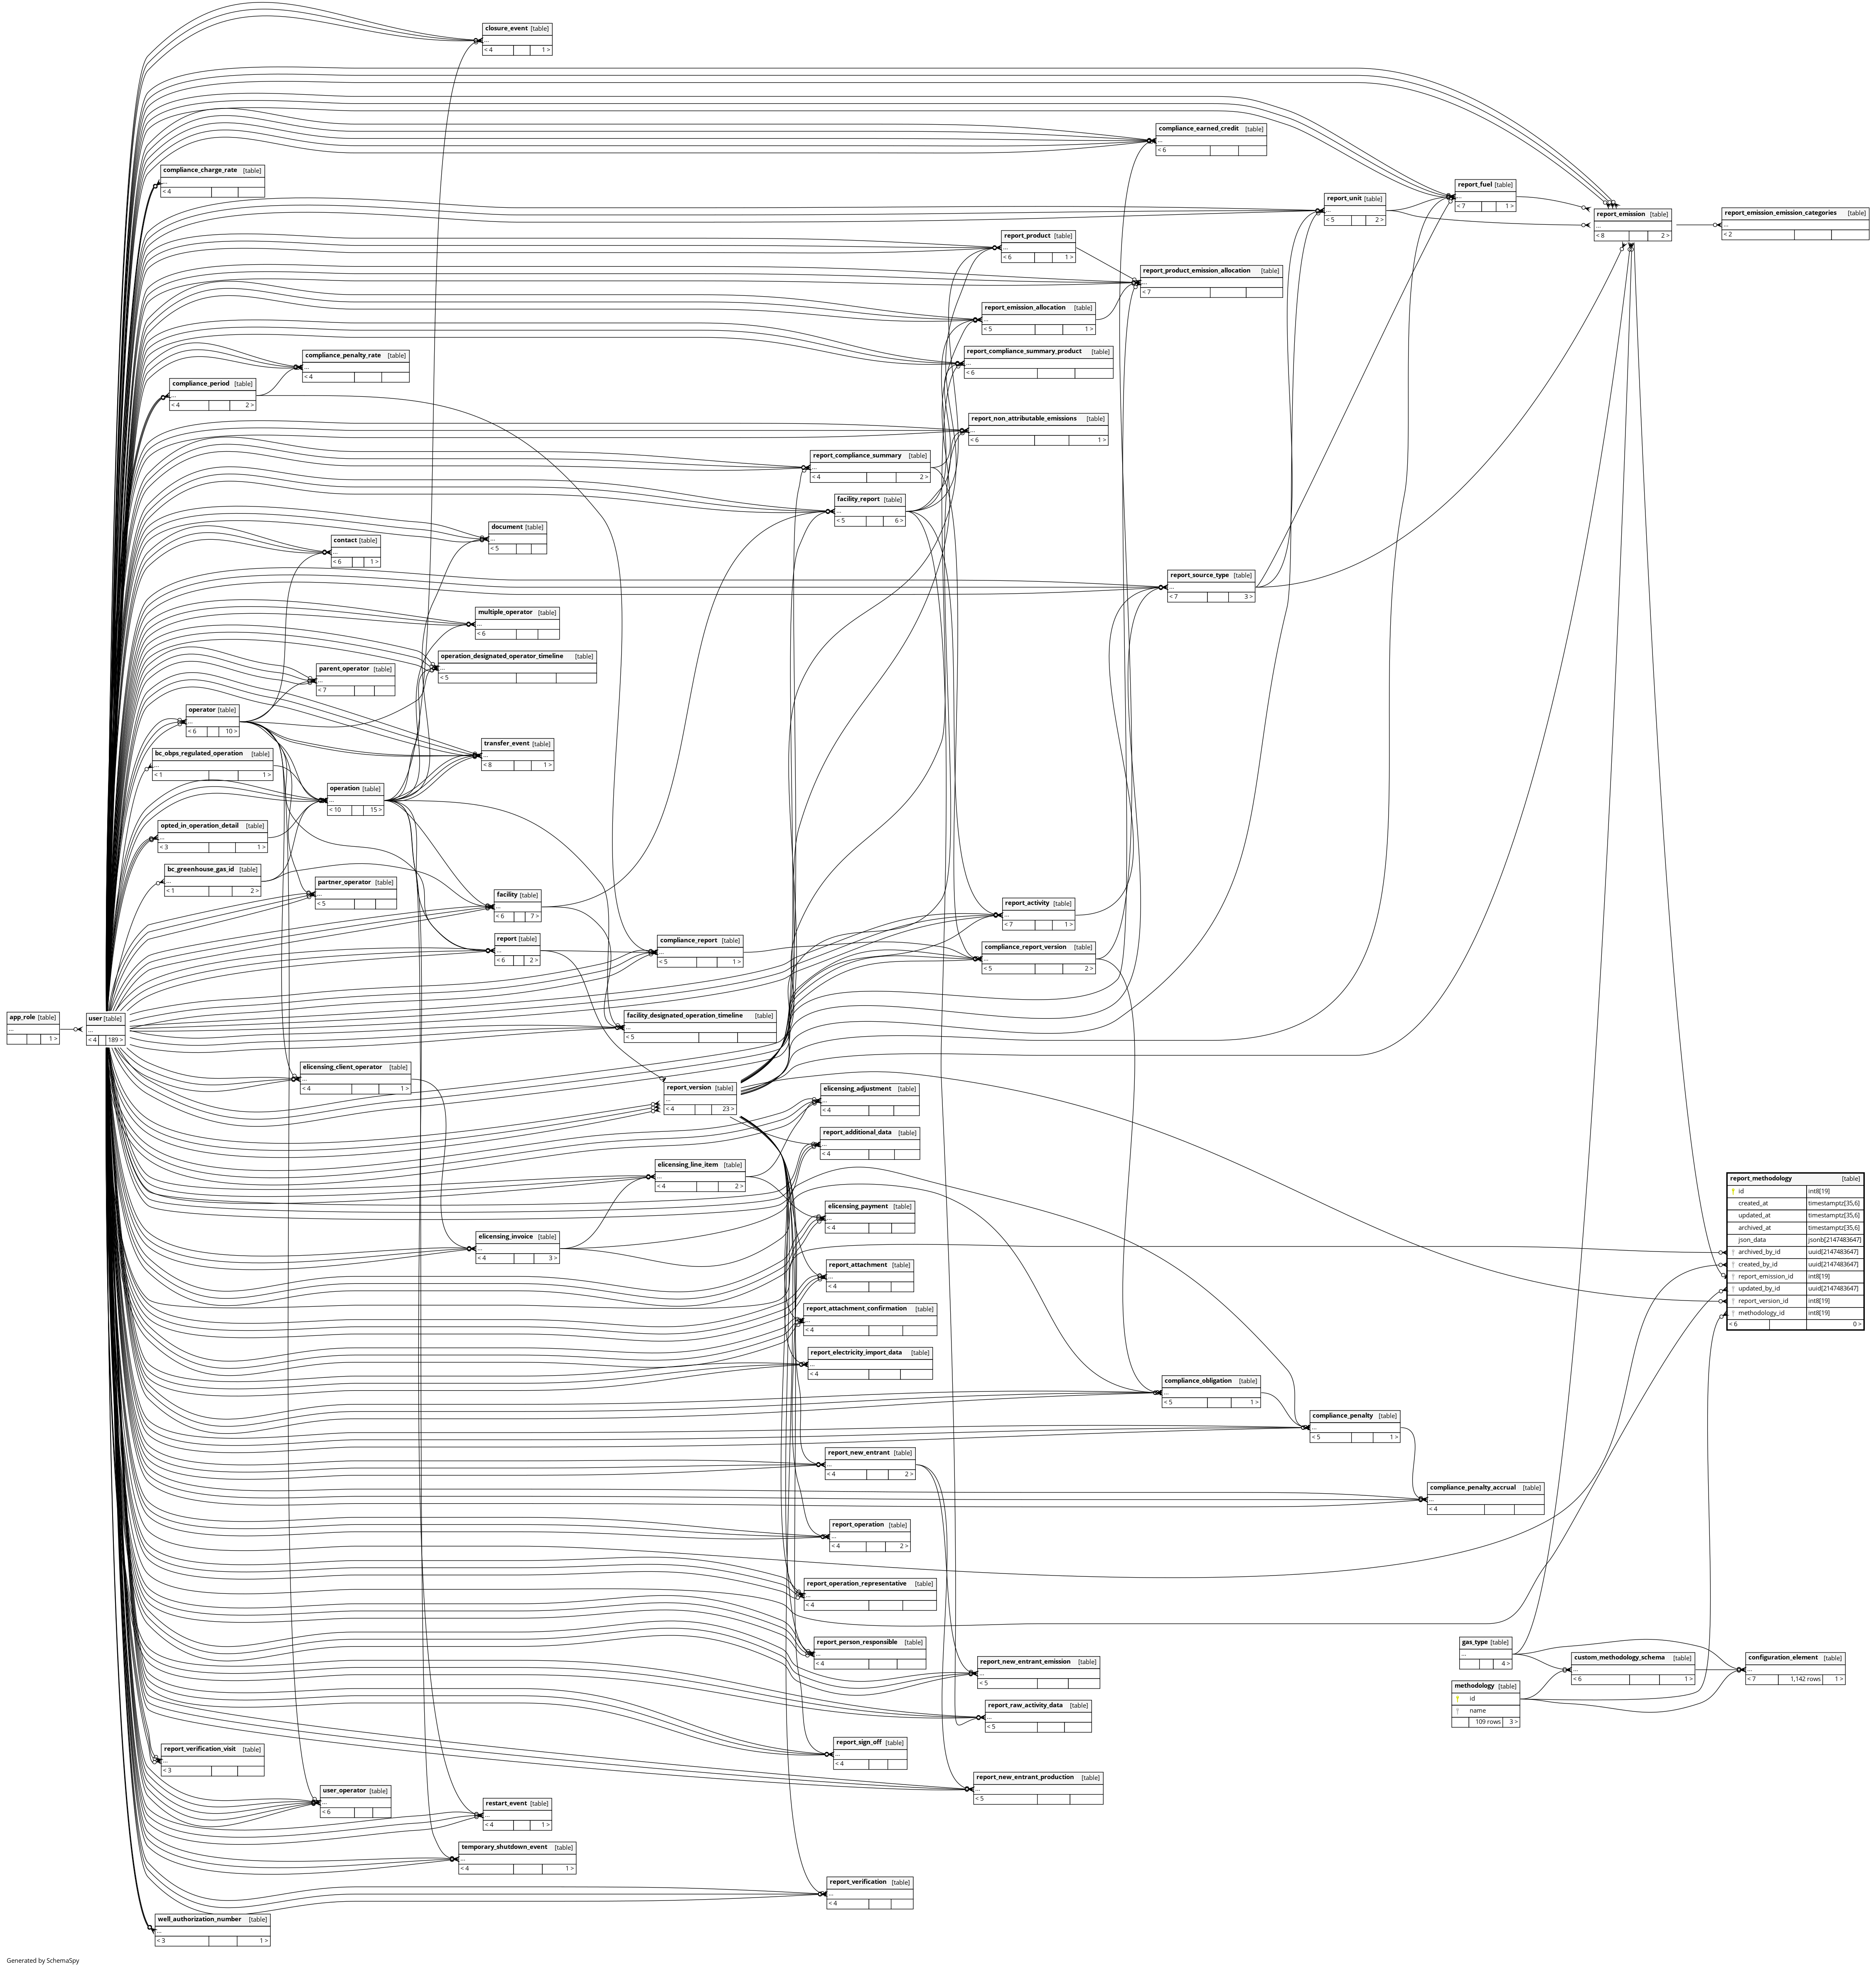 closure_event [table]
...
< 4 1 >
compliance_earned_credit [table]
...
< 6
compliance_charge_rate [table]
...
< 4
report_fuel [table]
...
< 7 1 >
report_unit [table]
...
< 5 2 >
report_emission [table]
...
< 8 2 >
report_emission_emission_categories [table]
...
< 2
report_product [table]
...
< 6 1 >
report_product_emission_allocation [table]
...
< 7
report_emission_allocation [table]
...
< 5 1 >
report_compliance_summary_product [table]
...
< 6
compliance_penalty_rate [table]
...
< 4
compliance_period [table]
...
< 4 2 >
report_non_attributable_emissions [table]
...
< 6 1 >
report_compliance_summary [table]
...
< 4 2 >
facility_report [table]
...
< 5 6 >
document [table]
...
< 5
contact [table]
...
< 6 1 >
report_source_type [table]
...
< 7 3 >
multiple_operator [table]
...
< 6
operation_designated_operator_timeline [table]
...
< 5
parent_operator [table]
...
< 7
operator [table]
...
< 6 10 >
transfer_event [table]
...
< 8 1 >
bc_obps_regulated_operation [table]
...
< 1 1 >
operation [table]
...
< 10 15 >
opted_in_operation_detail [table]
...
< 3 1 >
bc_greenhouse_gas_id [table]
...
< 1 2 >
partner_operator [table]
...
< 5
facility [table]
...
< 6 7 >
report_activity [table]
...
< 7 1 >
report [table]
...
< 6 2 >
compliance_report [table]
...
< 5 1 >
compliance_report_version [table]
...
< 5 2 >
app_role [table]
...
1 >
user [table]
...
< 4 189 >
facility_designated_operation_timeline [table]
...
< 5
elicensing_client_operator [table]
...
< 4 1 >
report_version [table]
...
< 4 23 >
elicensing_adjustment [table]
...
< 4
report_additional_data [table]
...
< 4
elicensing_line_item [table]
...
< 4 2 >
elicensing_payment [table]
...
< 4
elicensing_invoice [table]
...
< 4 3 >
report_methodology [table]
id int8[19]
created_at timestamptz[35,6]
updated_at timestamptz[35,6]
archived_at timestamptz[35,6]
json_data jsonb[2147483647]
archived_by_id uuid[2147483647]
created_by_id uuid[2147483647]
report_emission_id int8[19]
updated_by_id uuid[2147483647]
report_version_id int8[19]
methodology_id int8[19]
< 6 0 >
report_attachment [table]
...
< 4
report_attachment_confirmation [table]
...
< 4
report_electricity_import_data [table]
...
< 4
compliance_obligation [table]
...
< 5 1 >
compliance_penalty [table]
...
< 5 1 >
report_new_entrant [table]
...
< 4 2 >
compliance_penalty_accrual [table]
...
< 4
report_operation [table]
...
< 4 2 >
report_operation_representative [table]
...
< 4
report_person_responsible [table]
...
< 4
gas_type [table]
...
4 >
custom_methodology_schema [table]
...
< 6 1 >
configuration_element [table]
...
< 7 1,142 rows 1 >
methodology [table]
id
name
109 rows 3 >
report_new_entrant_emission [table]
...
< 5
report_raw_activity_data [table]
...
< 5
report_sign_off [table]
...
< 4
report_verification_visit [table]
...
< 3
report_new_entrant_production [table]
...
< 5
user_operator [table]
...
< 6
restart_event [table]
...
< 4 1 >
temporary_shutdown_event [table]
...
< 4 1 >
report_verification [table]
...
< 4
well_authorization_number [table]
...
< 3 1 >
Generated by SchemaSpy